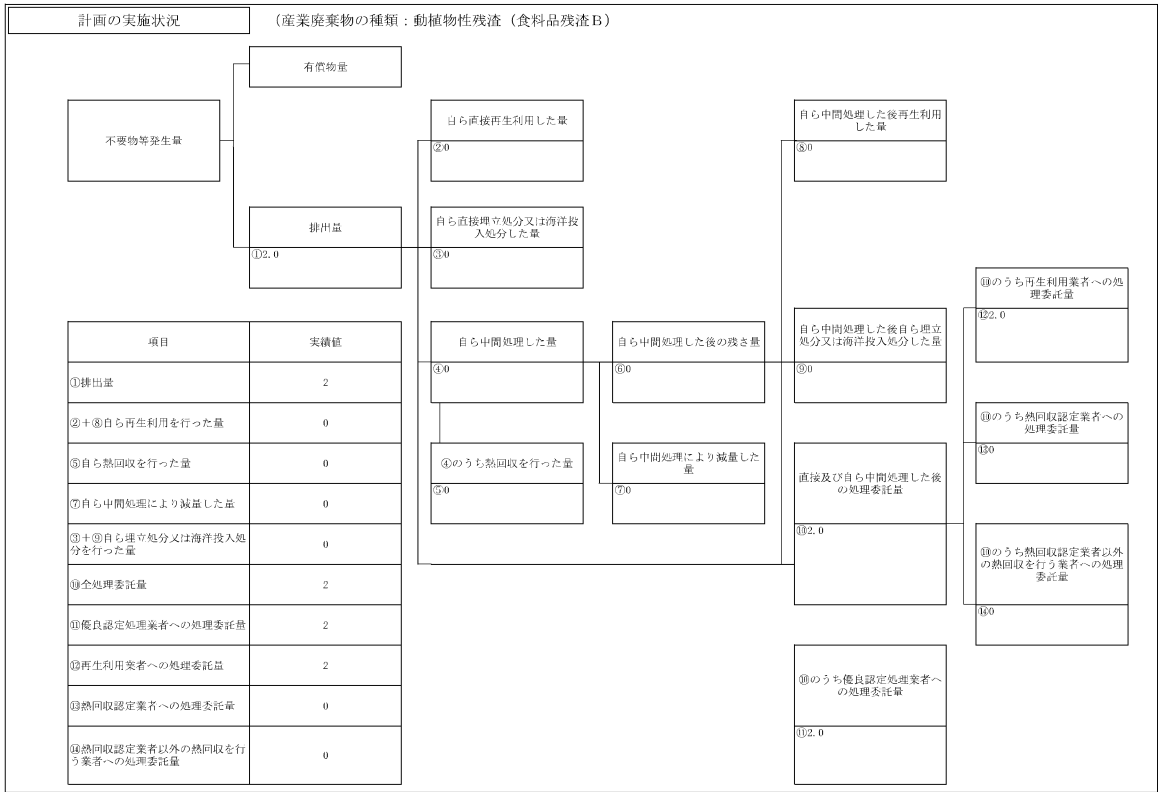 計画の実施状況
（産業廃棄物の種類：動植物性残渣（食料品残渣Ｂ）
有償物量
不要物等発生量
自ら直接再生利用した量
②0
自ら中間処理した後再生利用
した量
⑧0
排出量
①2.0
自ら直接埋立処分又は海洋投
入処分した量
③0
⑩のうち再生利用業者への処
理委託量
⑫2.0
項目
実績値
①排出量
2
②＋⑧自ら再生利用を行った量
0
⑤自ら熱回収を行った量
0
⑦自ら中間処理により減量した量
0
③＋⑨自ら埋立処分又は海洋投入処
分を行った量
0
⑩全処理委託量
2
⑪優良認定処理業者への処理委託量
2
⑫再生利用業者への処理委託量
2
⑬熱回収認定業者への処理委託量
0
⑭熱回収認定業者以外の熱回収を行
う業者への処理委託量
0
自ら中間処理した量
④0
自ら中間処理した後の残さ量
⑥0
自ら中間処理した後自ら埋立
処分又は海洋投入処分した量
⑨0
④のうち熱回収を行った量
⑤0
自ら中間処理により減量した
量
⑦0
直接及び自ら中間処理した後
の処理委託量
⑩2.0
⑩のうち熱回収認定業者への
処理委託量
⑬0
⑩のうち熱回収認定業者以外
の熱回収を行う業者への処理
委託量
⑭0
⑩のうち優良認定処理業者へ
の処理委託量
⑪2.0